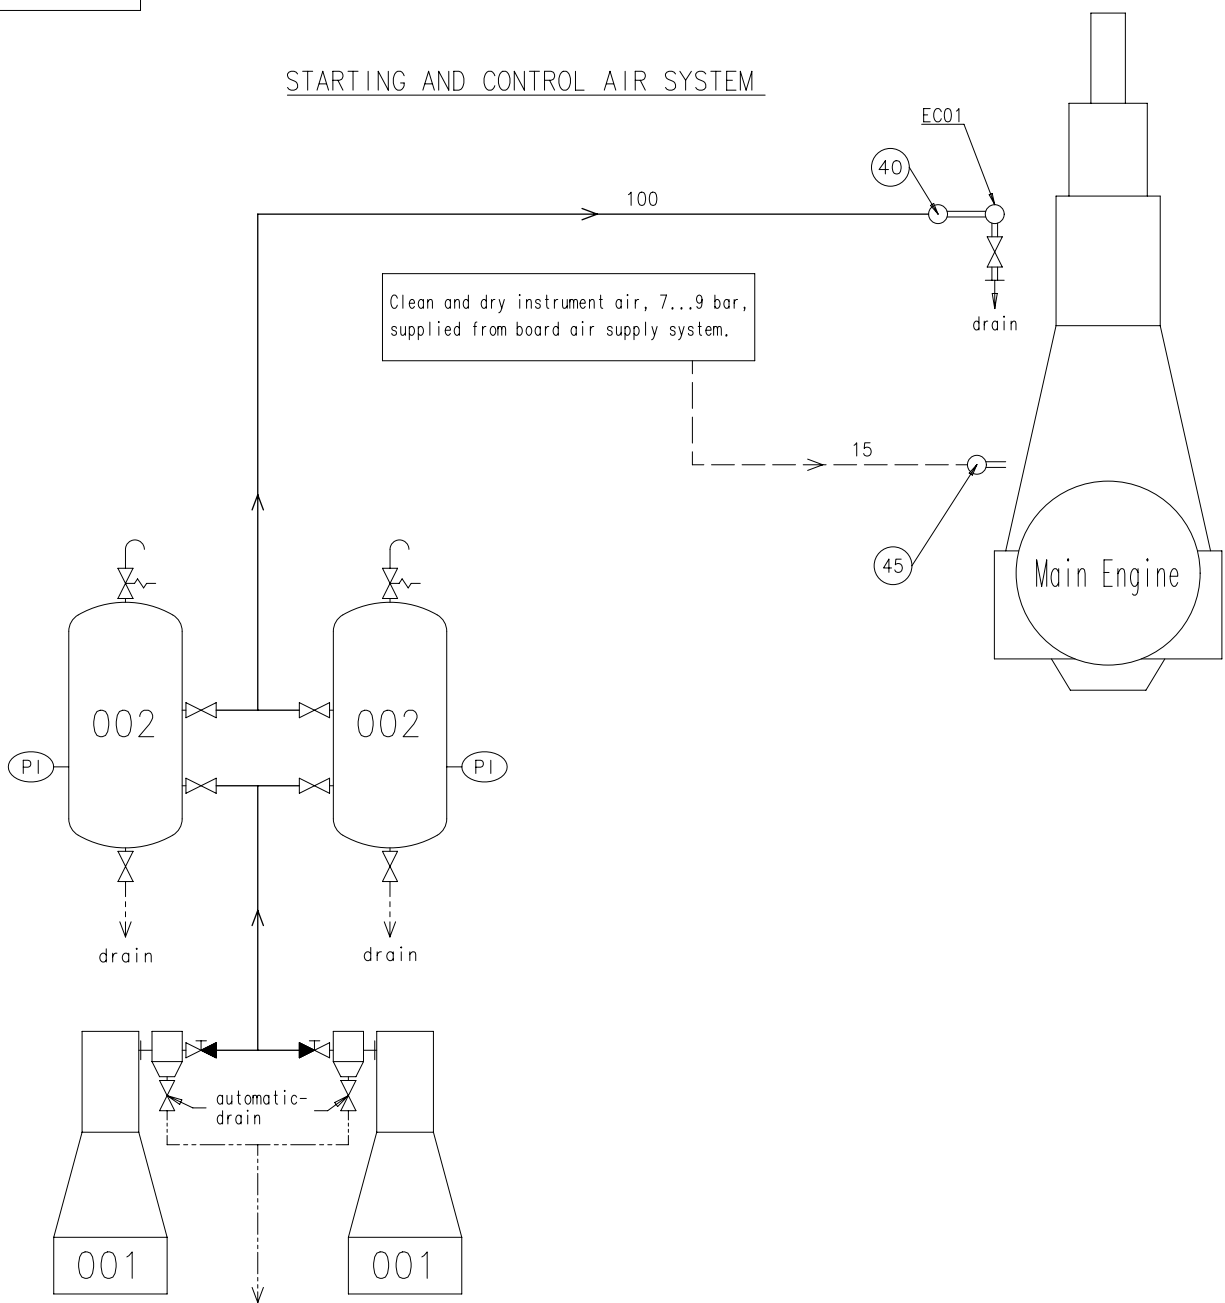 STARTING AND CONTROL AIR SYSTEM
EC01
40
100
Clean and dry instrument air, 7...9 bar,
supplied from board air supply system.
drain
15
45
Main Engine
002
002
PI
PI
drain
drain
automatic-
drain
001
001